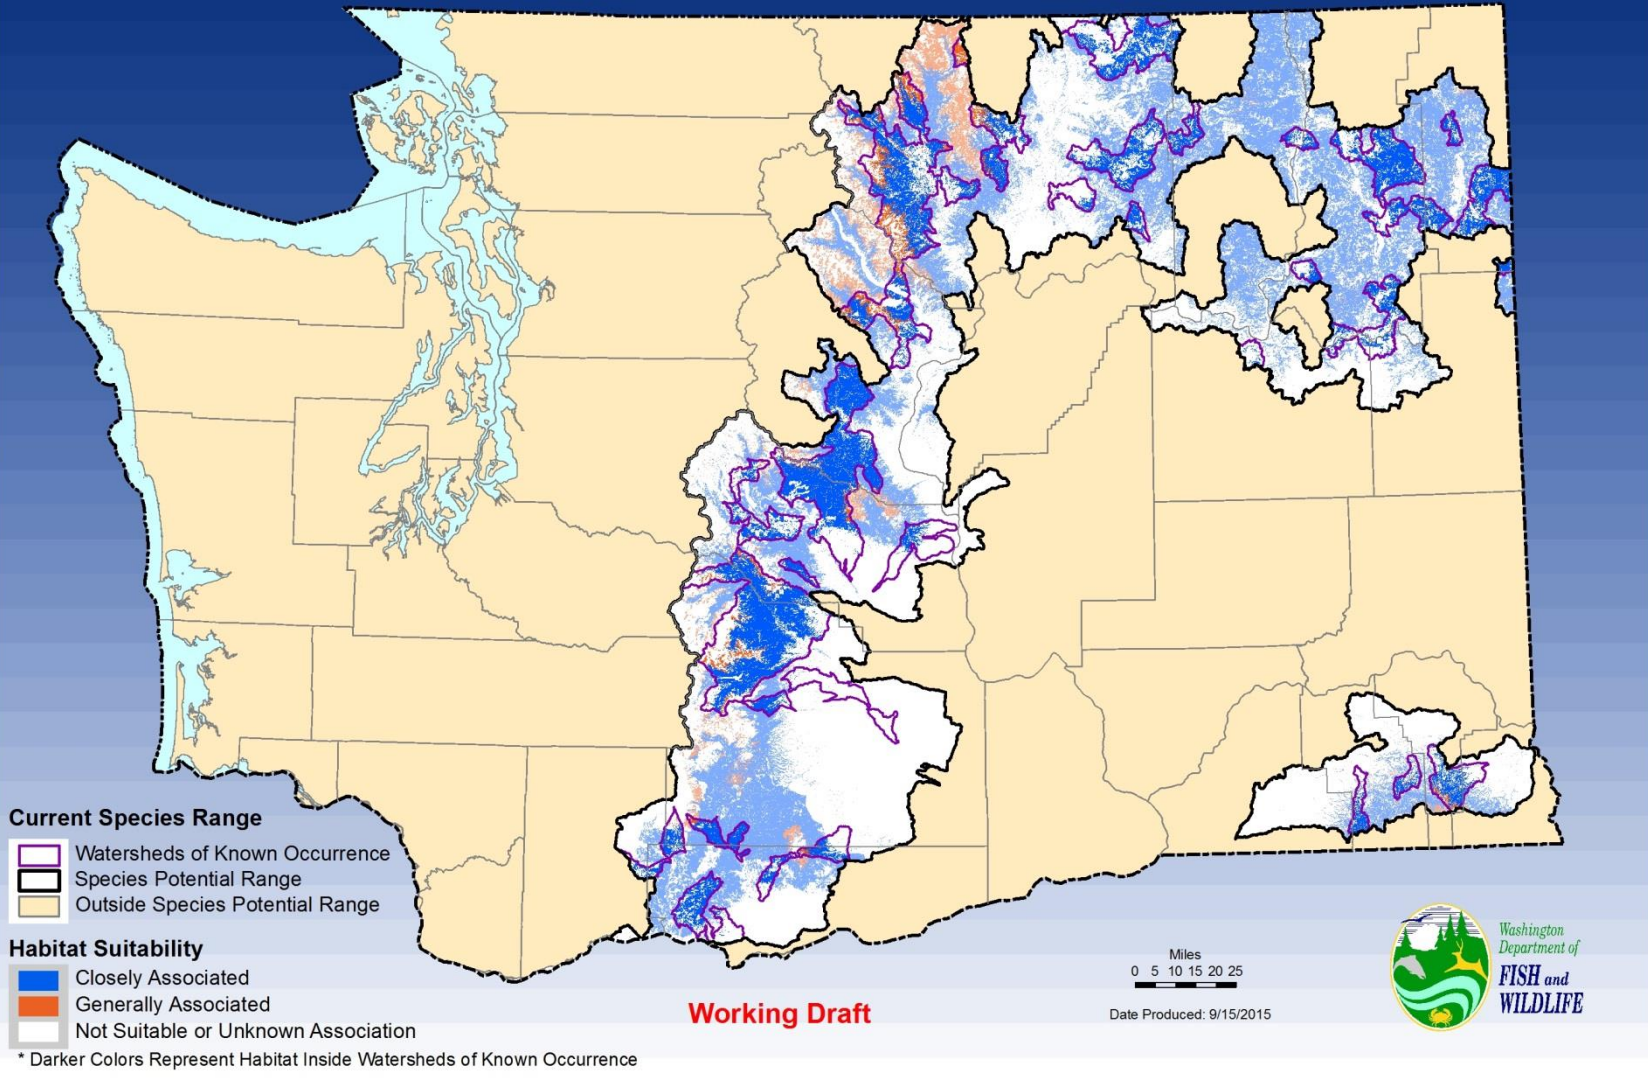 Current Species Range
Watersheds of Known Occurrence
Species Potential Range
Outside Species Potential Range
Habitat Suitability
Closely Associated
Generally Associated
Not Suitable or Unknown Association
* Darker Colors Represent Habitat Inside Watersheds of Known Occurrence
Working Draft
Miles
0 5 10 15 20 25
Date Produced: 9/15/2015
Washington
Department of
FISH and
WILDLIFE